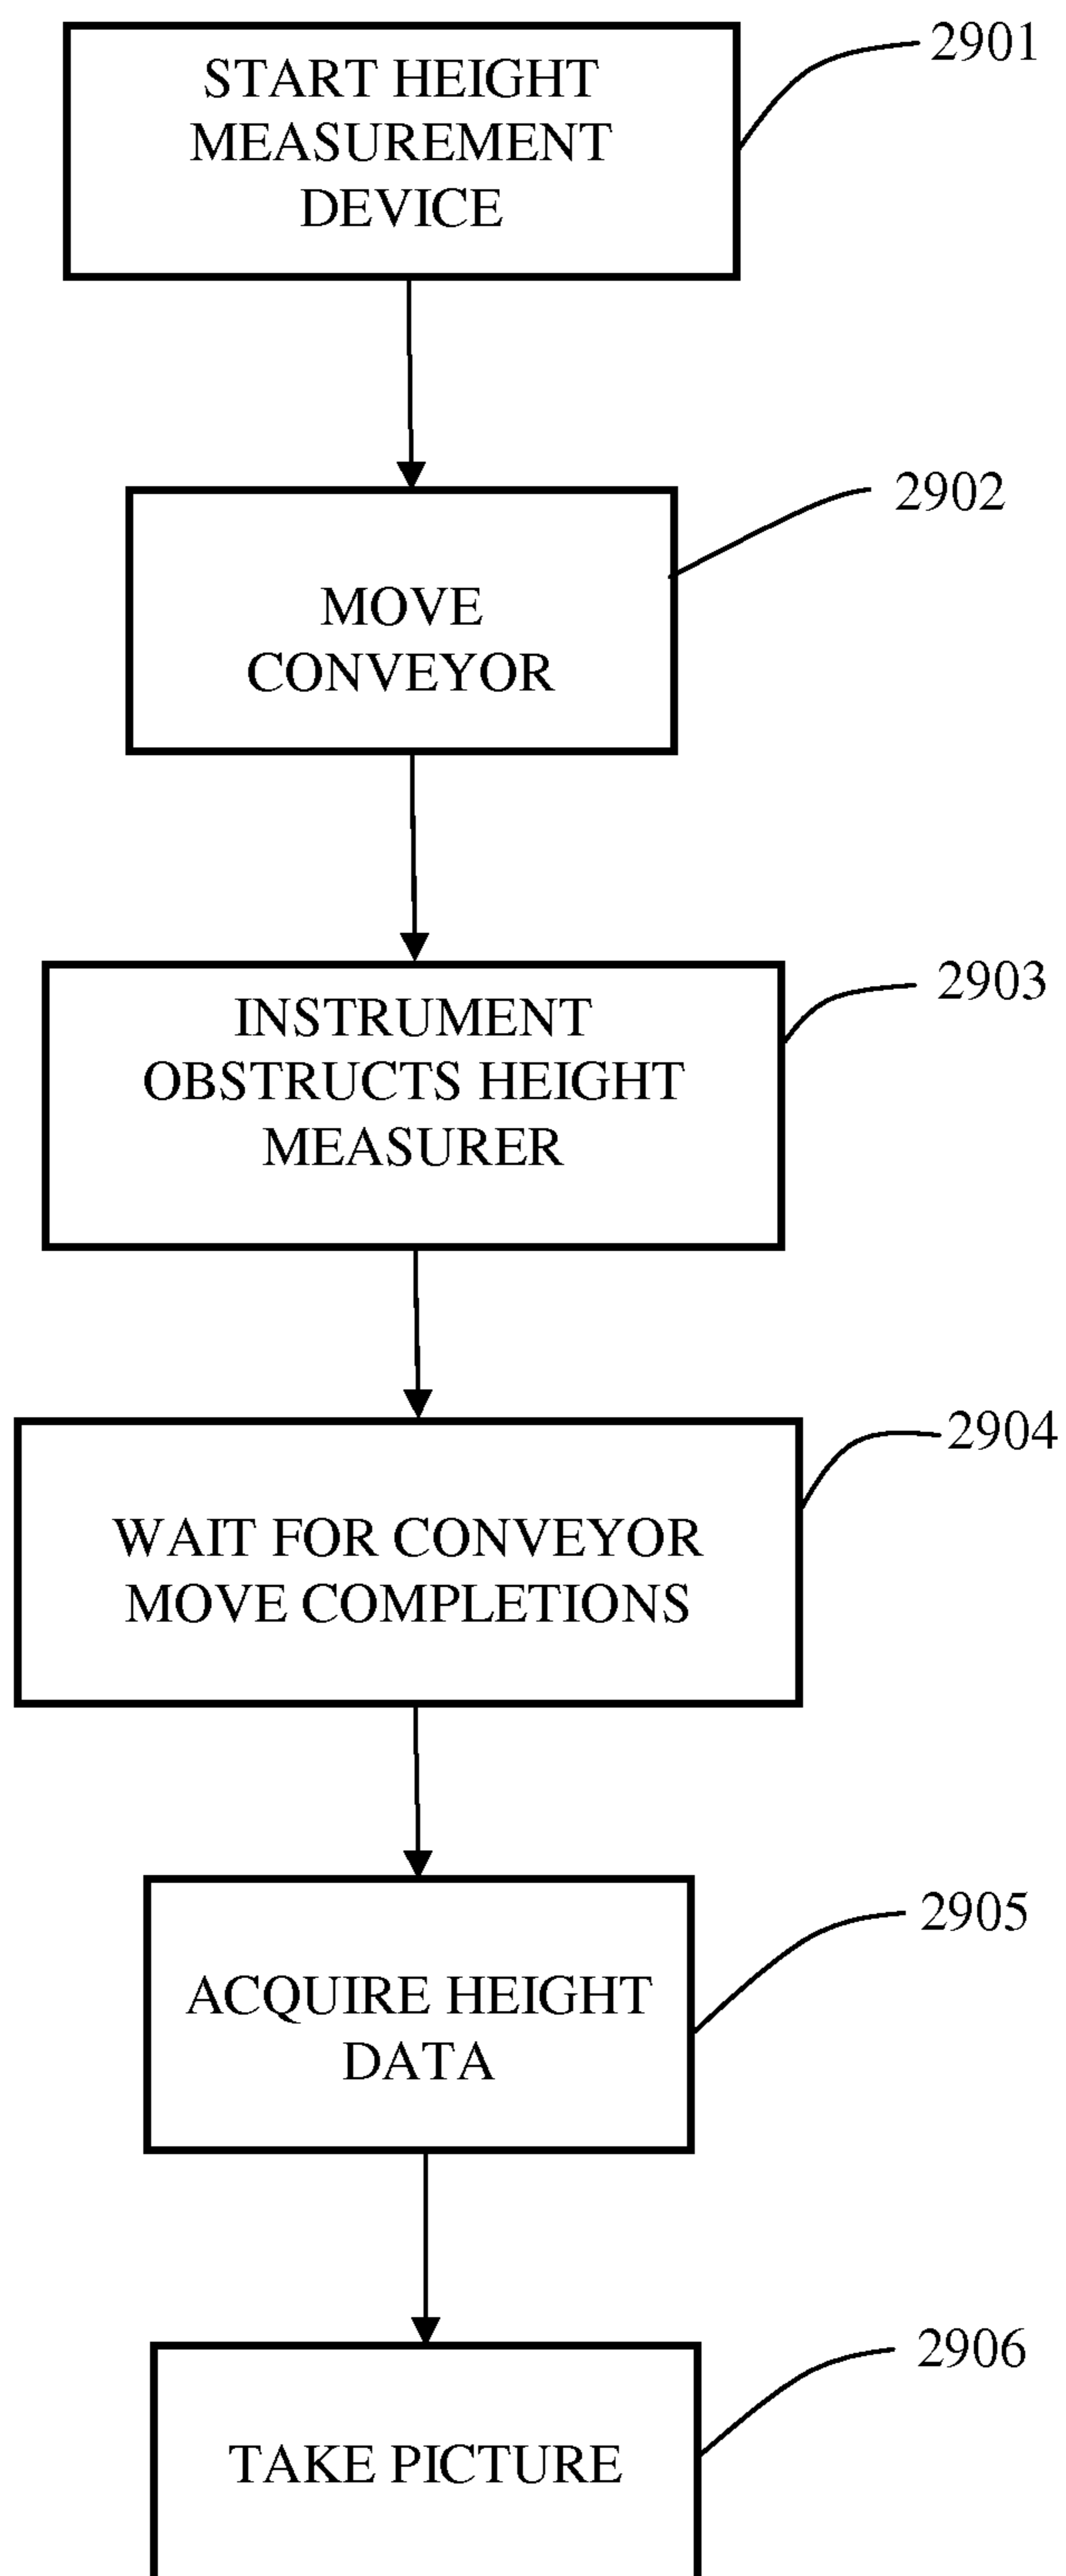 START HEIGHT
MEASUREMENT
DEVICE
2901
MOVE
CONVEYOR
2902
INSTRUMENT
OBSTRUCTS HEIGHT
MEASURER
2903
WAIT FOR CONVEYOR
MOVE COMPLETIONS
2904
ACQUIRE HEIGHT
DATA
2905
TAKE PICTURE
2906